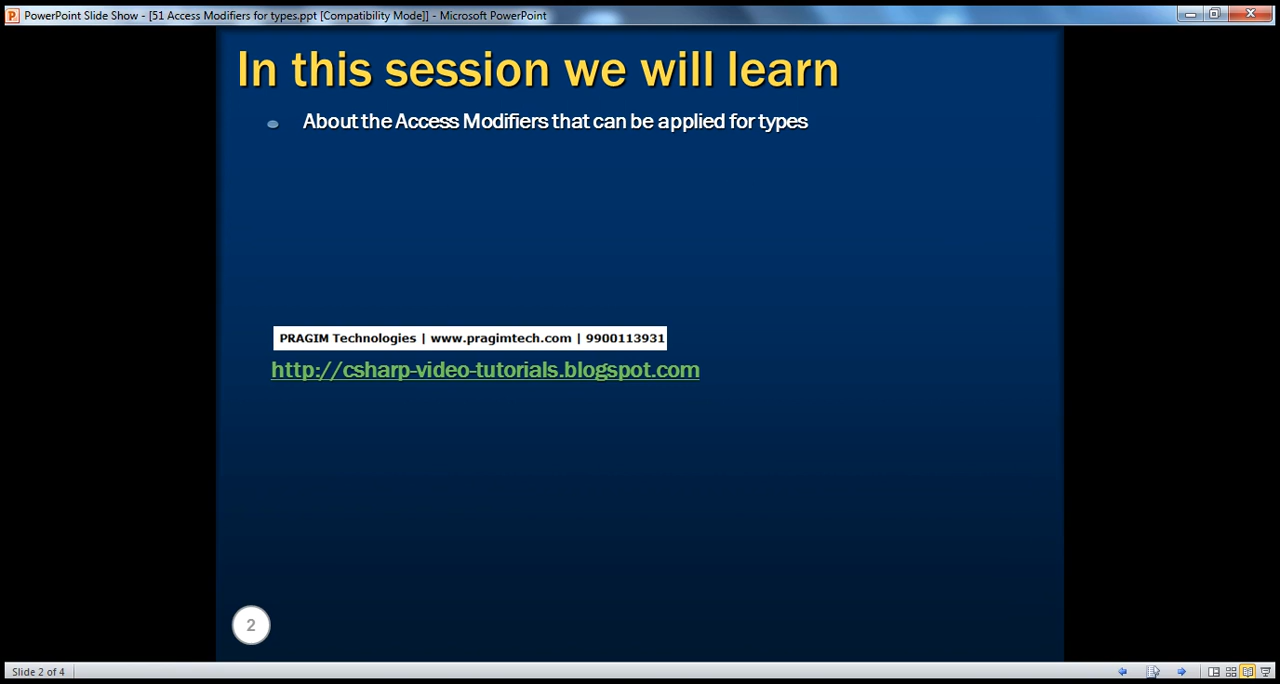 PowerPoint Slide Show - [51 Access Modifiers for types.ppt [Compatibility Mode]] - Microsoft PowerPoint
In this session we will learn
About the Access Modifiers that can be applied for types
PRAGIM Technologies | www.pragimtech.com | 9900113931
http://csharp-video-tutorials.blogspot.com
2
Slide 2 of 4